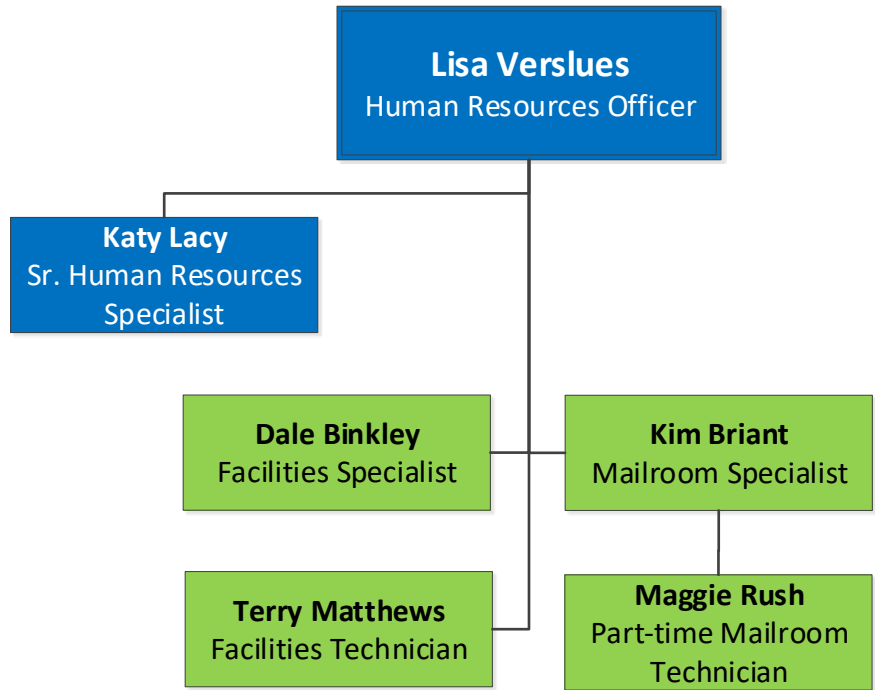 Lisa Verslues
Human Resources Officer
Katy Lacy
Sr. Human Resources
Specialist
Dale Binkley
Facilities Specialist
Kim Briant
Mailroom Specialist
Terry Matthews
Facilities Technician
Maggie Rush
Part-time Mailroom
Technician